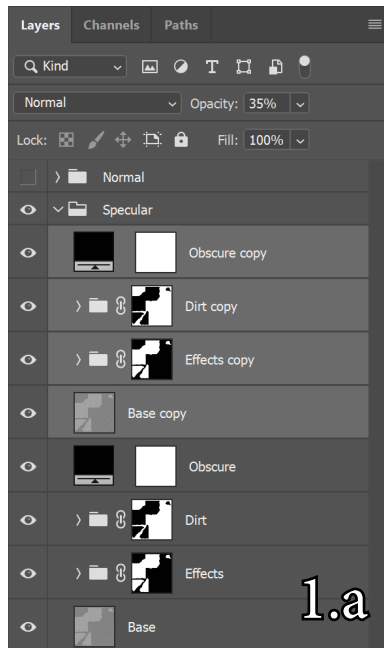 Layers Channels Paths
Kind
Normal Opacity: 35%
Lock: Fill: 100%
Normal
Specular
Obscure copy
Dirt copy
Effects copy
Base copy
Obscure
Dirt
Effects
Base
1.a